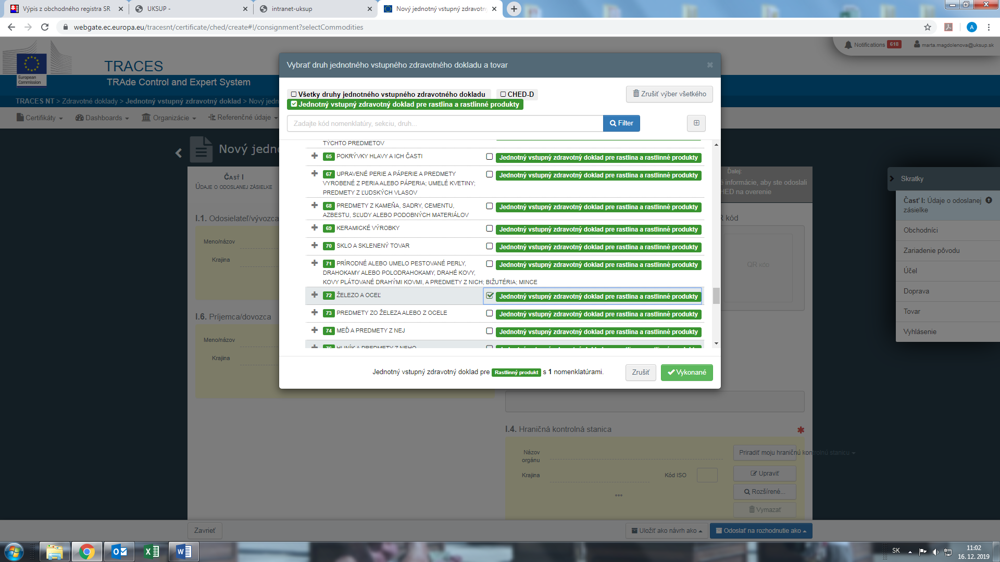 Výpis z obchodného registra SR
UKSUP -
intranet-uksup
Nový jednotný vstupný zdravotn
webgate.ec.europa.eu/tracesnt/certificate/ched/create#!/consignment?selectCommodities
A
European
Commission
TRACES
TRAde Control and Expert System
Notifications 618
marta.magdolenova@uksup.sk
TRACES NT > Zdravotné doklady > Jednotný vstupný zdravotný doklad > Nový jedn
Certifikáty
Dashboards
Organizácie
Referenčné údaje
Nový jedno
Časť I
Údaje o odoslanej zásielke
Ďalej:
é informácie, aby ste odoslali
HED na overenie
I.1. Odosielateľ/vývozca
Meno/názov
Krajina
R kód
QR kód
I.6. Príjemca/dovozca
Meno/názov
Krajina
Vybrať druh jednotného vstupného zdravotného dokladu a tovar
Všetky druhy jednotného vstupného zdravotného dokladu
CHED-D
Jednotný vstupný zdravotný doklad pre rastlina a rastlinné produkty
Zrušiť výber všetkého
Zadajte kód nomenklatúry, sekciu, druh...
Filter
TÝCHTO PREDMETOV
65 POKRÝVKY HLAVY A ICH ČASTI
Jednotný vstupný zdravotný doklad pre rastlina a rastlinné produkty
67 UPRAVENÉ PERIE A PÁPERIE A PREDMETY
VYROBENÉ Z PERIA ALEBO PÁPERIA; UMELÉ KVETINY;
PREDMETY Z ĽUDSKÝCH VLASOV
Jednotný vstupný zdravotný doklad pre rastlina a rastlinné produkty
68 PREDMETY Z KAMEŇA, SADRY, CEMENTU,
AZBESTU, SĽUDY ALEBO PODOBNÝCH MATERIÁLOV
Jednotný vstupný zdravotný doklad pre rastlina a rastlinné produkty
69 KERAMICKÉ VÝROBKY
Jednotný vstupný zdravotný doklad pre rastlina a rastlinné produkty
70 SKLO A SKLENENÝ TOVAR
Jednotný vstupný zdravotný doklad pre rastlina a rastlinné produkty
71 PRÍRODNÉ ALEBO UMELO PESTOVANÉ PERLY,
DRAHOKAMY ALEBO POLODRAHOKAMY, DRAHÉ KOVY,
KOVY PLÁTOVANÉ DRAHÝMI KOVMI, A PREDMETY Z NICH; BIŽUTÉRIA; MINCE
Jednotný vstupný zdravotný doklad pre rastlina a rastlinné produkty
72 ŽELEZO A OCEĽ
Jednotný vstupný zdravotný doklad pre rastlina a rastlinné produkty
73 PREDMETY ZO ŽELEZA ALEBO Z OCELE
Jednotný vstupný zdravotný doklad pre rastlina a rastlinné produkty
74 MEĎ A PREDMETY Z NEJ
Jednotný vstupný zdravotný doklad pre rastlina a rastlinné produkty
76 HLINÍK A PREDMETY Z NEHO
Jednotný vstupný zdravotný doklad pre Rastlinný produkt s 1 nomenklatúrami.
Zrušiť
Vykonané
Skratky
Časť I: Údaje o odoslanej
zásielke
Obchodníci
Zariadenie pôvodu
Účel
Doprava
Tovar
Vyhlásenie
I.4. Hraničná kontrolná stanica
Názov
orgánu
Krajina
Kód ISO
Priradiť moju hraničnú kontrolnú stanicu
Upraviť
Rozšírené...
Vymazať
Zavrieť
Uložiť ako návrh ako
Odoslať na rozhodnutie ako
SK
11:02
16. 12. 2019